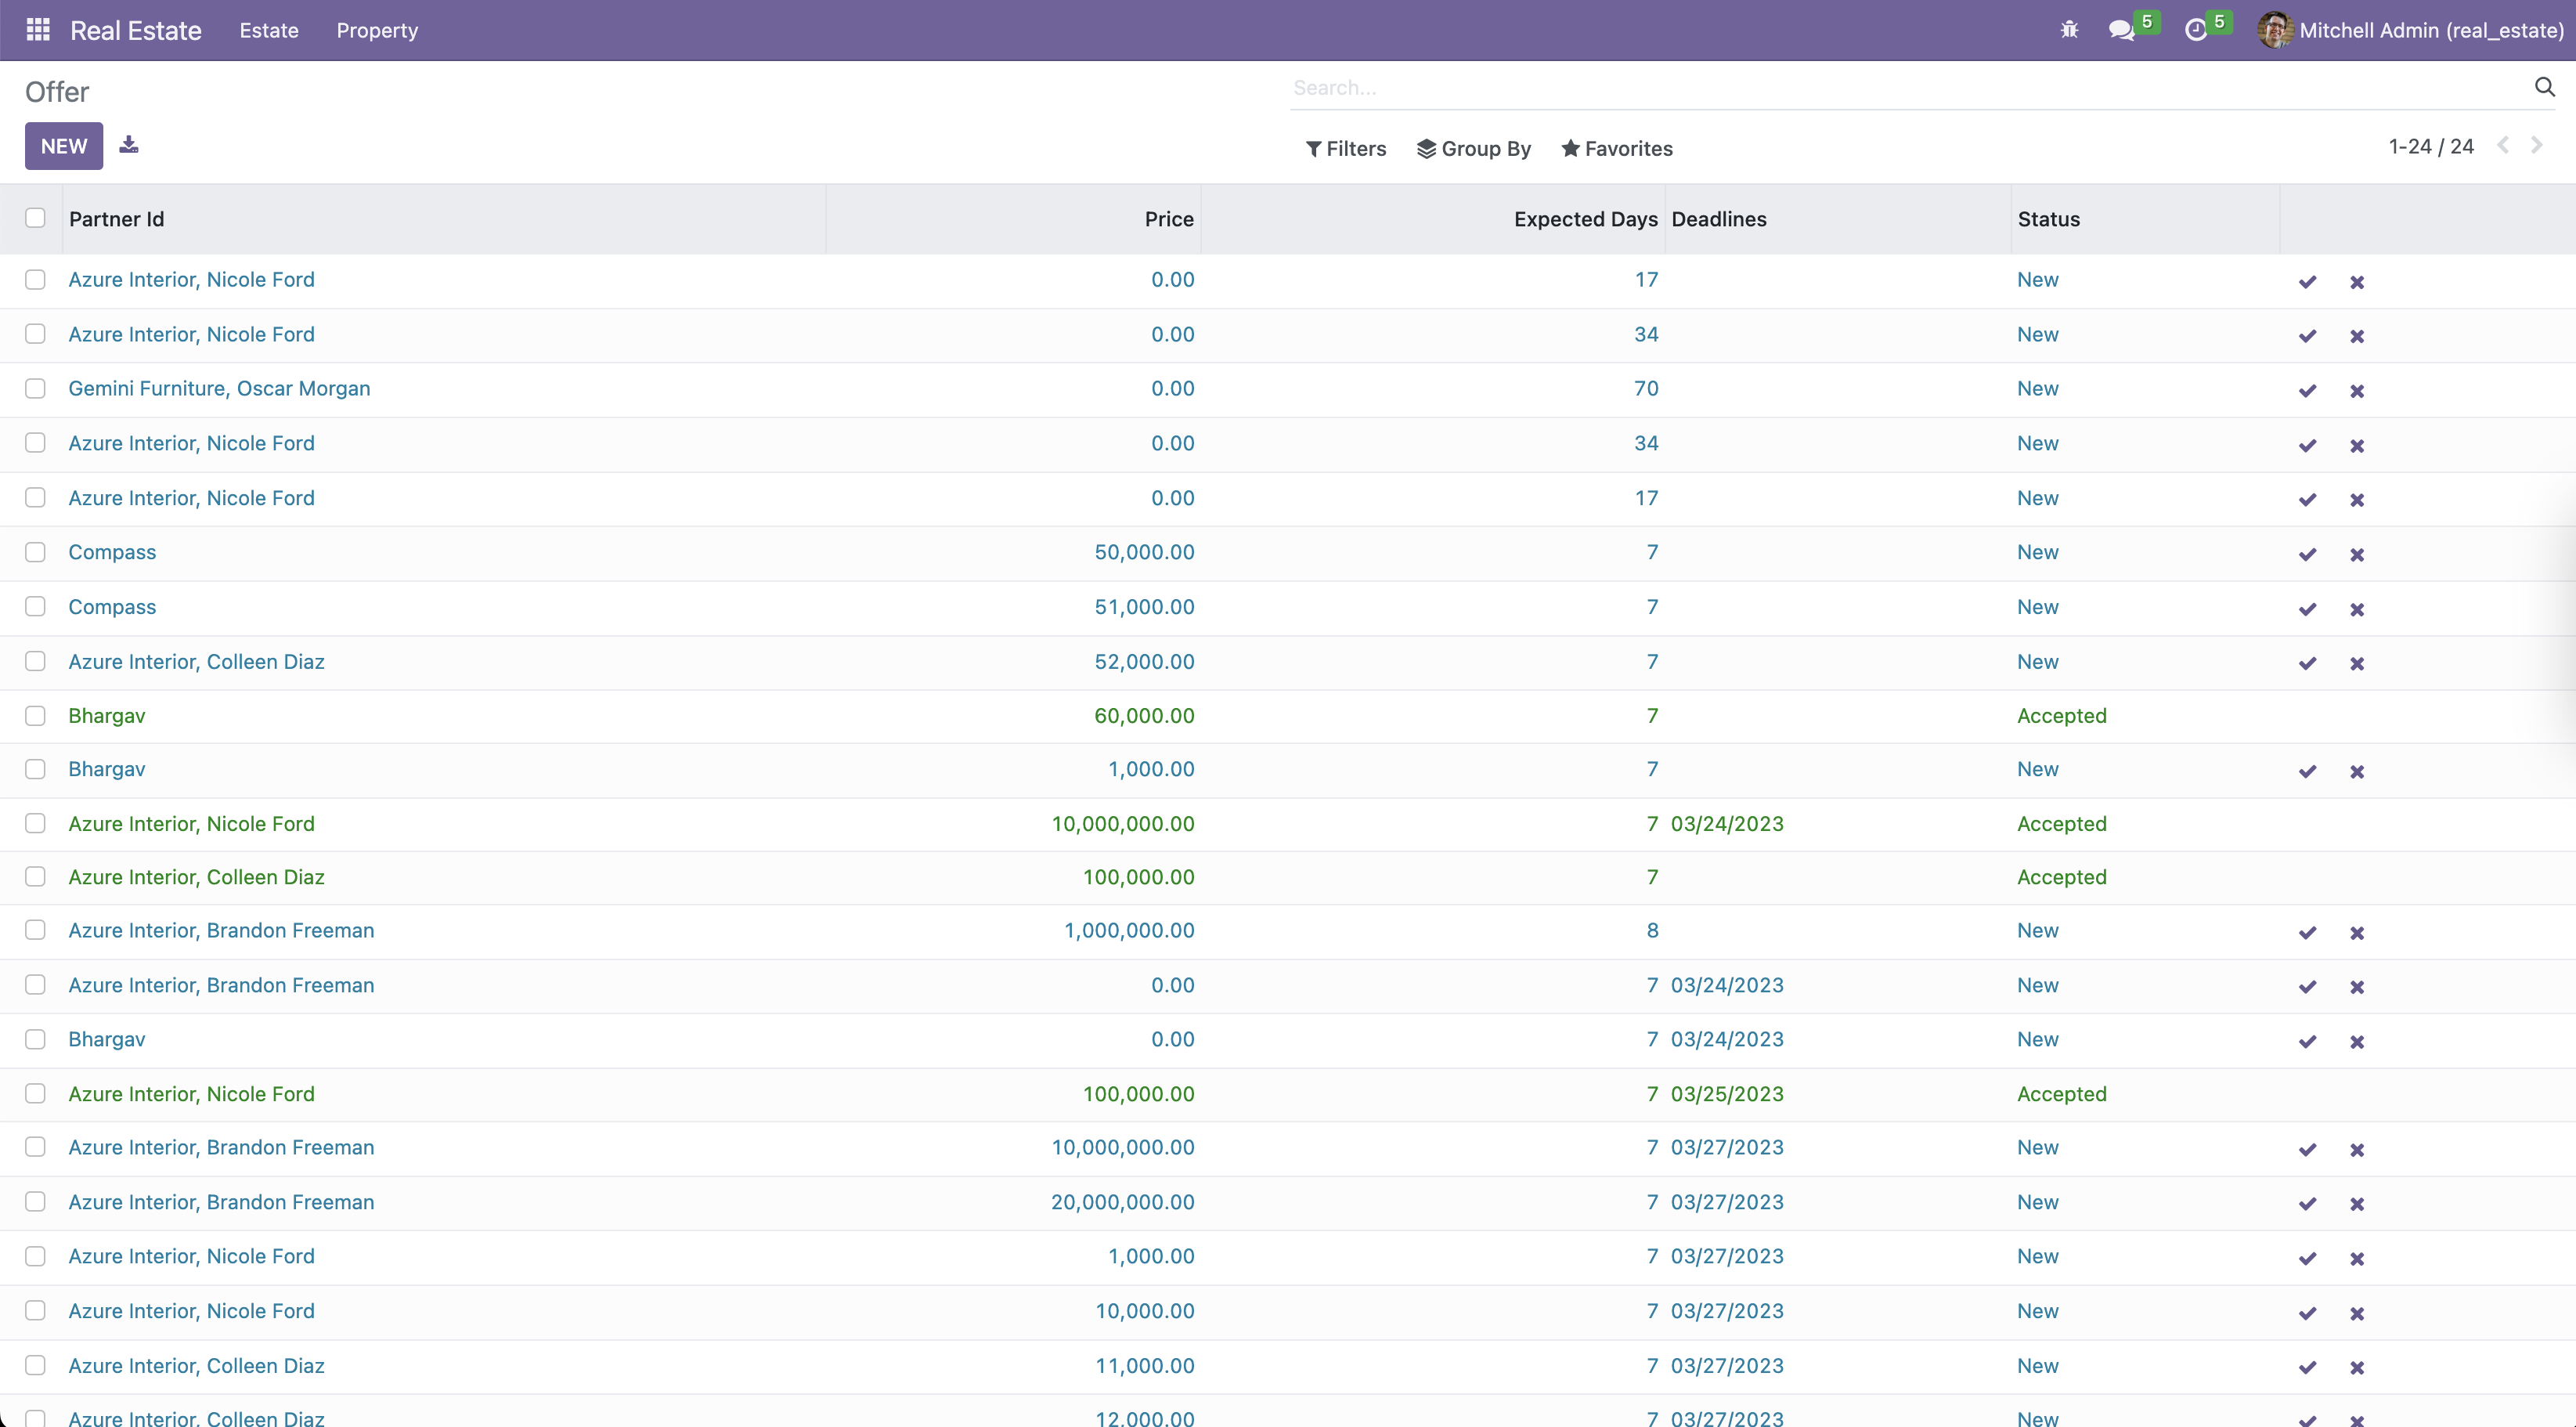 Real Estate Estate Property 5 5 Mitchell Admin (real_estate)
Offer Search...
NEW Filters Group By Favorites 1-24 / 24
Partner Id Price Expected Days Deadlines Status
Azure Interior, Nicole Ford 0.00 17 New
Azure Interior, Nicole Ford 0.00 34 New
Gemini Furniture, Oscar Morgan 0.00 70 New
Azure Interior, Nicole Ford 0.00 34 New
Azure Interior, Nicole Ford 0.00 17 New
Compass 50,000.00 7 New
Compass 51,000.00 7 New
Azure Interior, Colleen Diaz 52,000.00 7 New
Bhargav 60,000.00 7 Accepted
Bhargav 1,000.00 7 New
Azure Interior, Nicole Ford 10,000,000.00 7 03/24/2023 Accepted
Azure Interior, Colleen Diaz 100,000.00 7 Accepted
Azure Interior, Brandon Freeman 1,000,000.00 8 New
Azure Interior, Brandon Freeman 0.00 7 03/24/2023 New
Bhargav 0.00 7 03/24/2023 New
Azure Interior, Nicole Ford 100,000.00 7 03/25/2023 Accepted
Azure Interior, Brandon Freeman 10,000,000.00 7 03/27/2023 New
Azure Interior, Brandon Freeman 20,000,000.00 7 03/27/2023 New
Azure Interior, Nicole Ford 1,000.00 7 03/27/2023 New
Azure Interior, Nicole Ford 10,000.00 7 03/27/2023 New
Azure Interior, Colleen Diaz 11,000.00 7 03/27/2023 New
Azure Interior, Colleen Diaz 12,000.00 7 03/27/2023 New